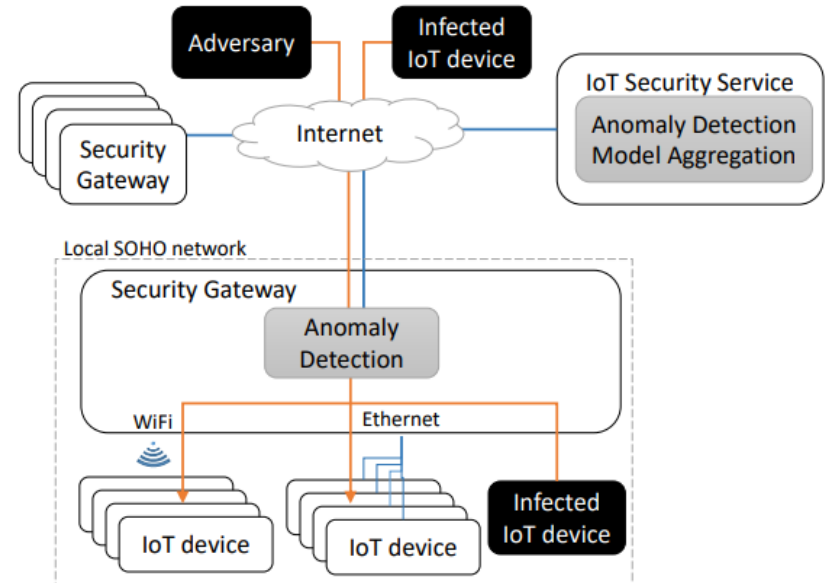 Adversary
Infected
IoT device
IoT Security Service
Anomaly Detection
Model Aggregation
Internet
Security
Gateway
Local SOHO network
Security Gateway
Anomaly
Detection
WiFi
Ethernet
IoT device
IoT device
Infected
IoT device